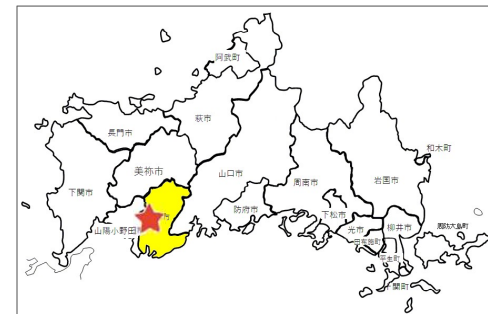 阿武町
萩市
長門市
和木町
美祢市
山口市
岩国市
下関市
周南市
防府市
下松市
光市
柳井市
周防大島町
山陽小野田
市
田布施町
平生町
上関町